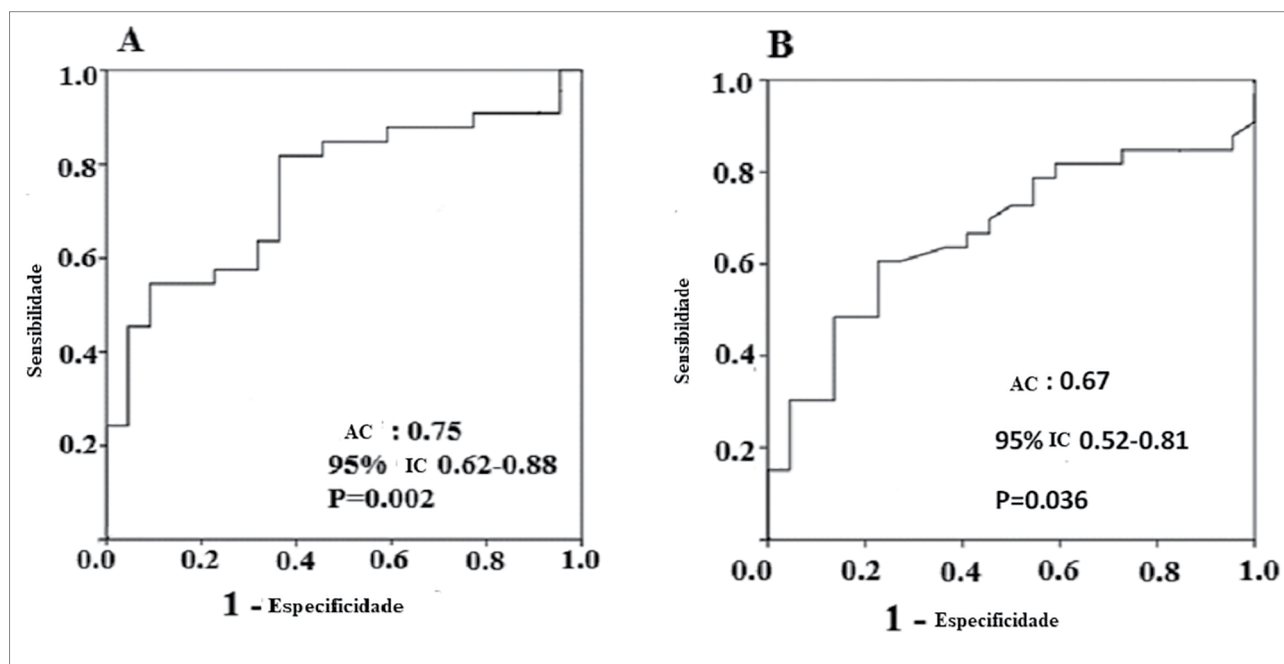 A
1.0
0.8
0.6
0.4
0.2
0.0 0.2 0.4 0.6 0.8 1.0
Sensibilidade
1 - Especificidade
AC : 0.75
95% IC 0.62-0.88
P=0.002
B
1.0
0.8
0.6
0.4
0.2
0.0 0.2 0.4 0.6 0.8 1.0
Sensibildiade
1 - Especificidade
AC : 0.67
95% IC 0.52-0.81
P=0.036